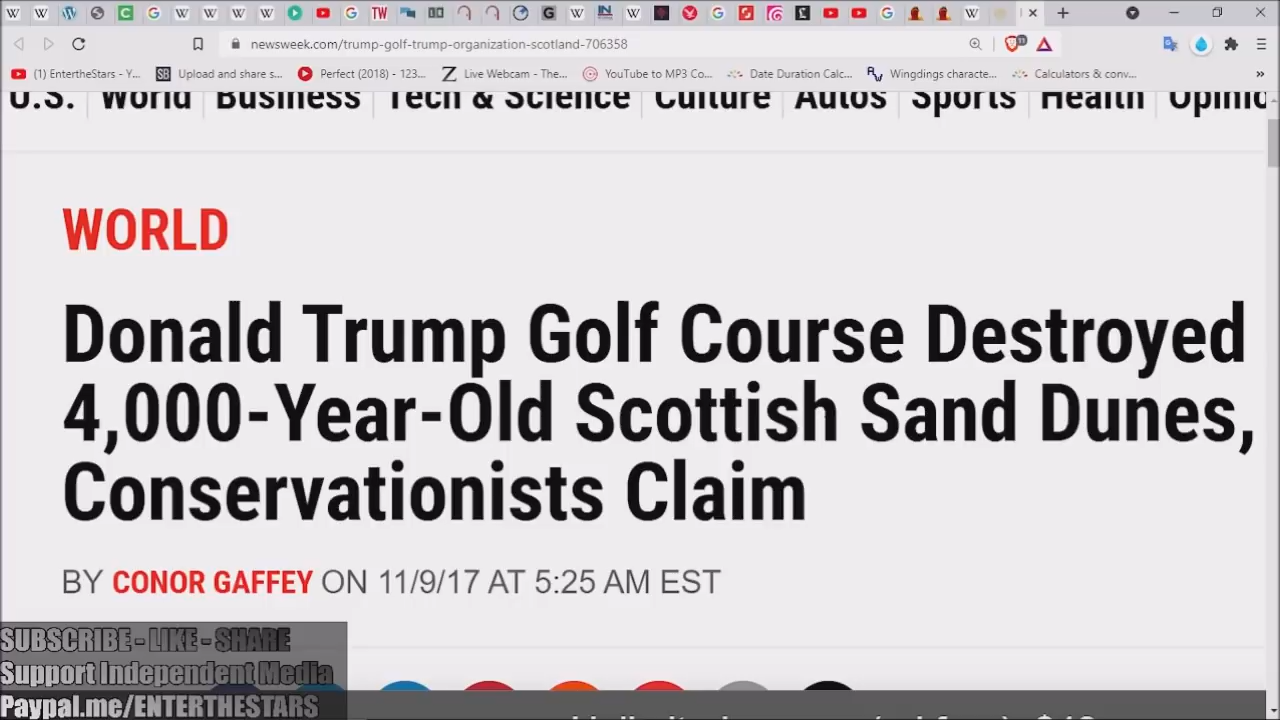 newsweek.com/trump-golf-trump-organization-scotland-706358
(1) EntertheStars - Y...
Upload and share s...
Perfect (2018) - 123...
Live Webcam - The...
YouTube to MP3 Co...
Date Duration Calc...
Wingdings characte...
Calculators & conv...
U.S. World Business Tech & Science Culture Autos Sports Health Opinio
WORLD
Donald Trump Golf Course Destroyed
4,000-Year-Old Scottish Sand Dunes,
Conservationists Claim
BY CONOR GAFFEY ON 11/9/17 AT 5:25 AM EST
SUBSCRIBE - LIKE - SHARE
Support Independent Media
Paypal.me/ENTERTHESTARS